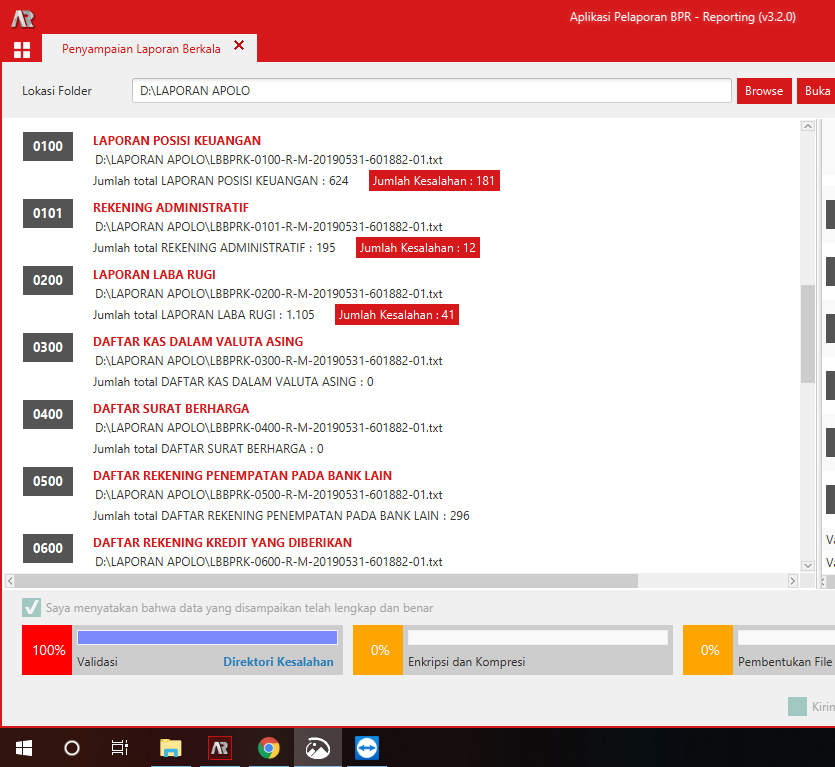 AR
Aplikasi Pelaporan BPR - Reporting (v3.2.0)
Penyampaian Laporan Berkala
Lokasi Folder
D:\LAPORAN APOLO
Browse
Buka
0100
LAPORAN POSISI KEUANGAN
D:\LAPORAN APOLO\LBBPRK-0100-R-M-20190531-601882-01.txt
Jumlah total LAPORAN POSISI KEUANGAN : 624 Jumlah Kesalahan : 181
0101
REKENING ADMINISTRATIF
D:\LAPORAN APOLO\LBBPRK-0101-R-M-20190531-601882-01.txt
Jumlah total REKENING ADMINISTRATIF : 195 Jumlah Kesalahan : 12
0200
LAPORAN LABA RUGI
D:\LAPORAN APOLO\LBBPRK-0200-R-M-20190531-601882-01.txt
Jumlah total LAPORAN LABA RUGI : 1.105 Jumlah Kesalahan : 41
0300
DAFTAR KAS DALAM VALUTA ASING
D:\LAPORAN APOLO\LBBPRK-0300-R-M-20190531-601882-01.txt
Jumlah total DAFTAR KAS DALAM VALUTA ASING : 0
0400
DAFTAR SURAT BERHARGA
D:\LAPORAN APOLO\LBBPRK-0400-R-M-20190531-601882-01.txt
Jumlah total DAFTAR SURAT BERHARGA : 0
0500
DAFTAR REKENING PENEMPATAN PADA BANK LAIN
D:\LAPORAN APOLO\LBBPRK-0500-R-M-20190531-601882-01.txt
Jumlah total DAFTAR REKENING PENEMPATAN PADA BANK LAIN : 296
0600
DAFTAR REKENING KREDIT YANG DIBERIKAN
D:\LAPORAN APOLO\LBBPRK-0600-R-M-20190531-601882-01.txt
Saya menyatakan bahwa data yang disampaikan telah lengkap dan benar
100%
Validasi
Direktori Kesalahan
0%
Enkripsi dan Kompresi
0%
Pembentukan File
AR